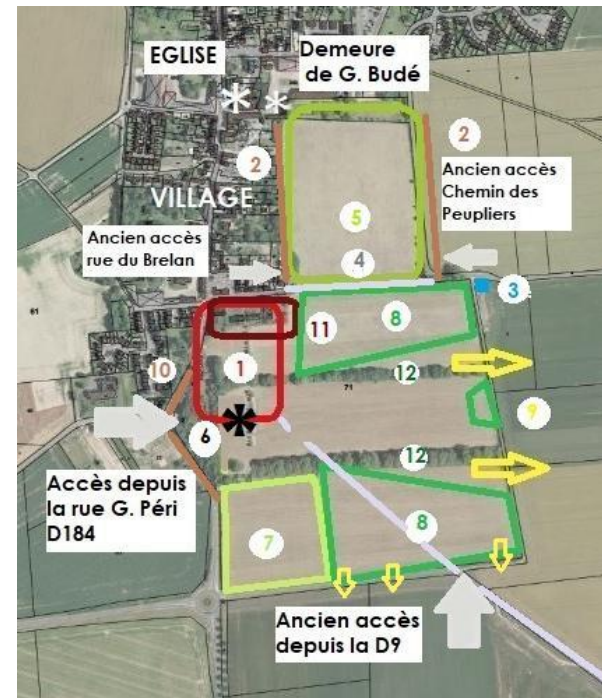 EGLISE
Demeure
de G. Budé
2
2
Ancien accès
Chemin des
Peupliers
VILLAGE
5
Ancien accès
rue du Brelan
4
3
61
8
11
1
10
12
71
9
6
12
Accès depuis
la rue G. Péri
D184
8
7
Ancien accès
depuis la D9